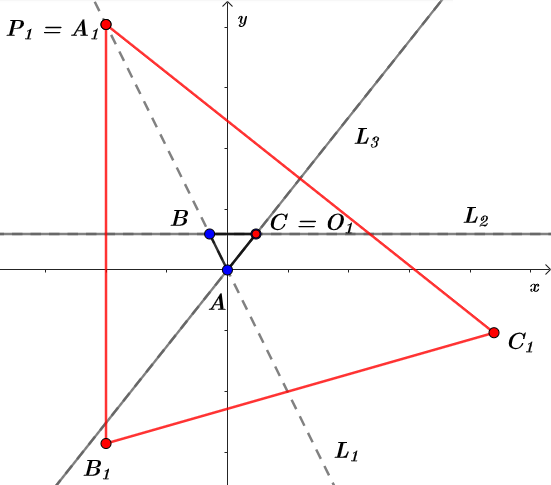 y
P₁ = A₁
L₃
B
C = O₁
L₂
x
A
C₁
L₁
B₁